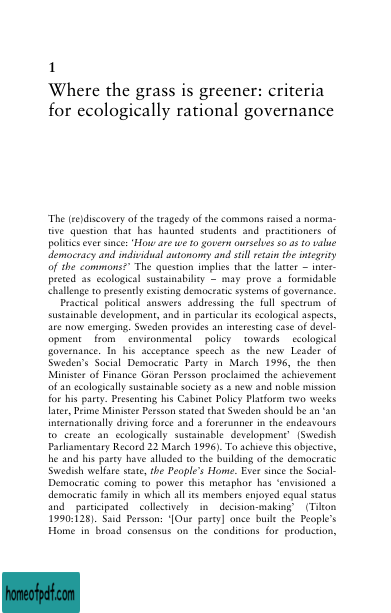 1
Where the grass is greener: criteria
for ecologically rational governance
The (re)discovery of the tragedy of the commons raised a norma-
tive question that has haunted students and practitioners of
politics ever since: ‘How are we to govern ourselves so as to value
democracy and individual autonomy and still retain the integrity
of the commons?’ The question implies that the latter – inter-
preted as ecological sustainability – may prove a formidable
challenge to presently existing democratic systems of governance.
Practical political answers addressing the full spectrum of
sustainable development, and in particular its ecological aspects,
are now emerging. Sweden provides an interesting case of devel-
opment from environmental policy towards ecological
governance. In his acceptance speech as the new Leader of
Sweden’s Social Democratic Party in March 1996, the then
Minister of Finance Göran Persson proclaimed the achievement
of an ecologically sustainable society as a new and noble mission
for his party. Presenting his Cabinet Policy Platform two weeks
later, Prime Minister Persson stated that Sweden should be an ‘an
internationally driving force and a forerunner in the endeavours
to create an ecologically sustainable development’ (Swedish
Parliamentary Record 22 March 1996). To achieve this objective,
he and his party have alluded to the building of the democratic
Swedish welfare state, the People’s Home. Ever since the Social-
Democratic coming to power this metaphor has ‘envisioned a
democratic family in which all its members enjoyed equal status
and participated collectively in decision-making’ (Tilton
1990:128). Said Persson: ‘[Our party] once built the People’s
Home in broad consensus on the conditions for production,
homeofpdf.com